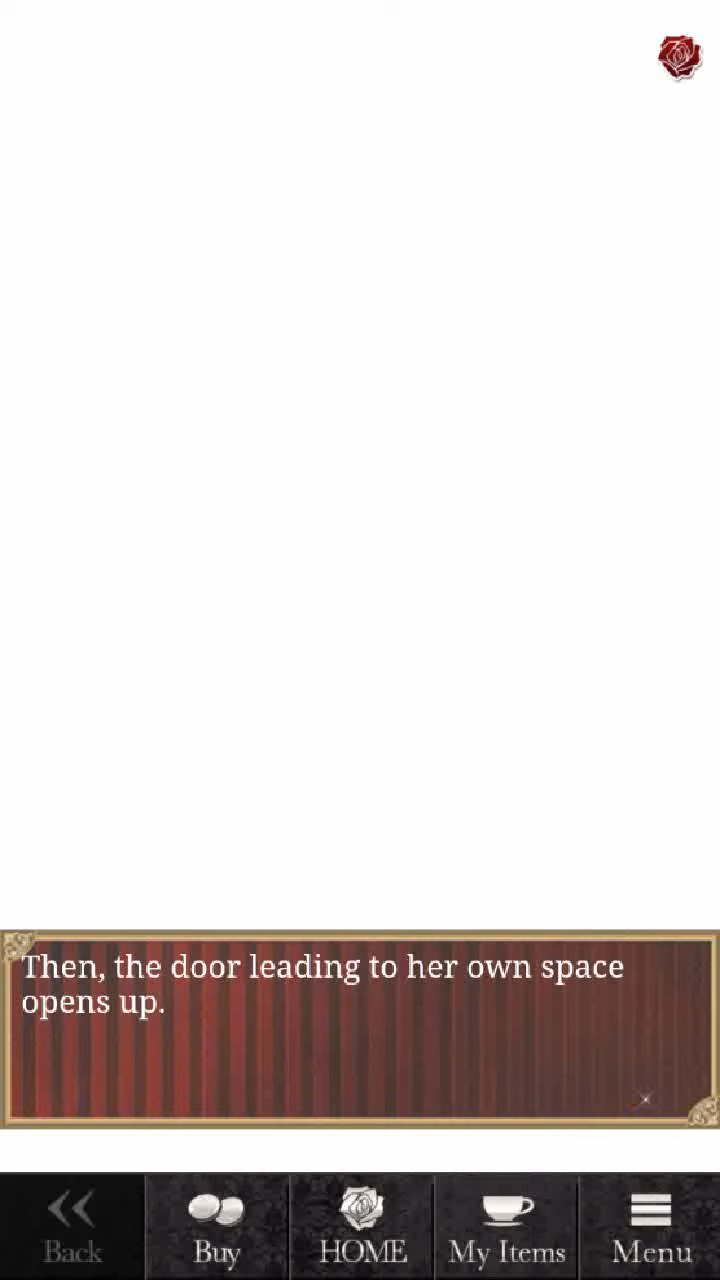 Then, the door leading to her own space
opens up.
Back
Buy
HOME
My Items
Menu